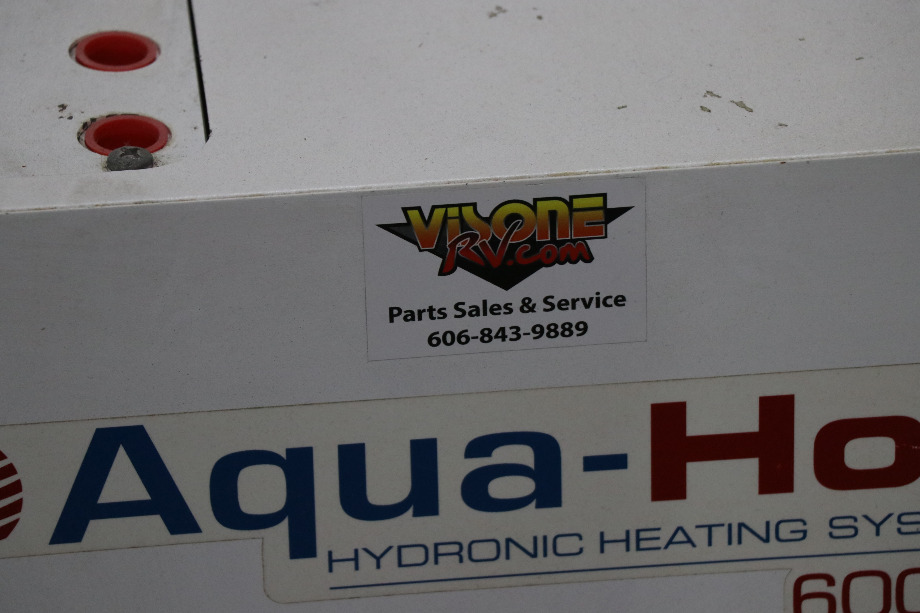 VISONE
RV.com
Parts Sales & Service
606-843-9889
Aqua-Ho
HYDRONIC HEATING SYS
600